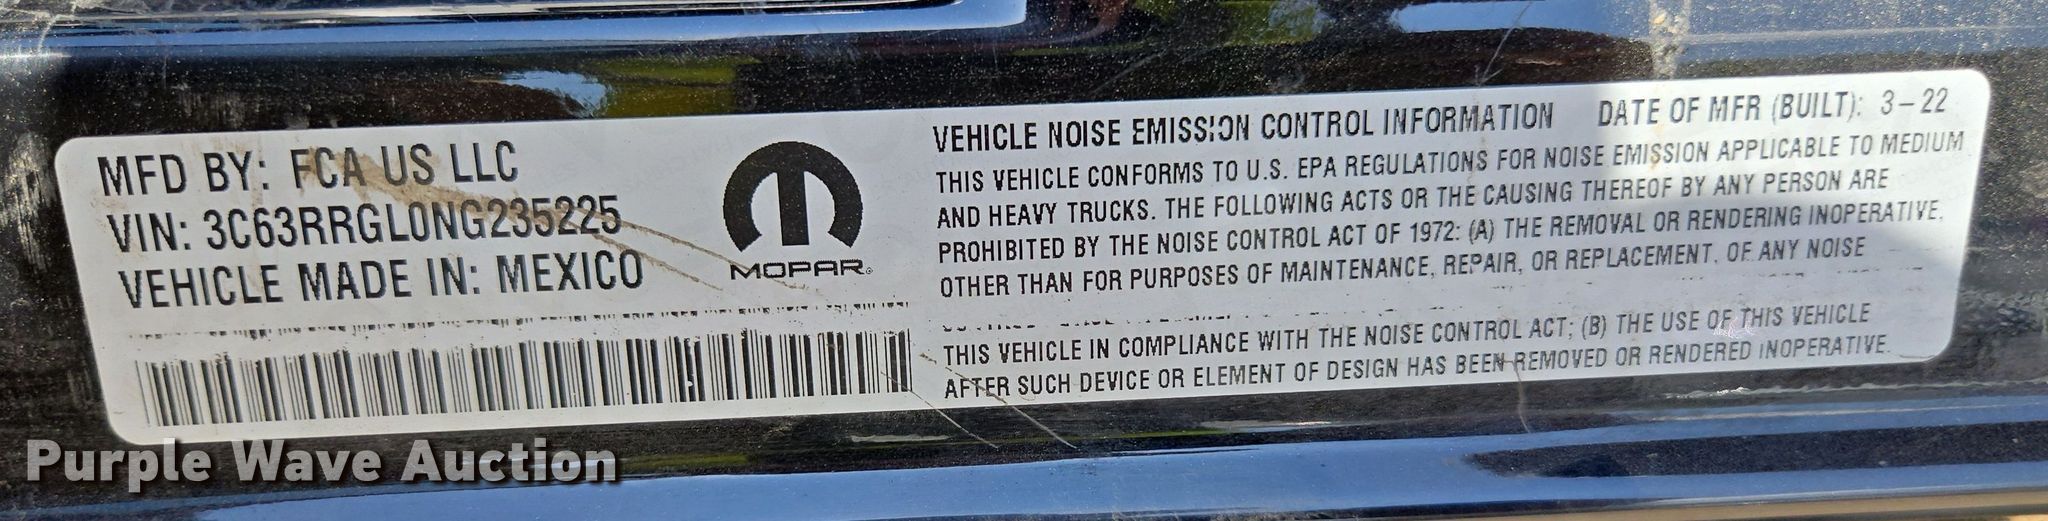 MFD BY: FCA US LLC
VIN: 3C63RRGL0NG235225
VEHICLE MADE IN: MEXICO
MOPAR®
VEHICLE NOISE EMISSION CONTROL INFORMATION DATE OF MFR (BUILT): 3-22
THIS VEHICLE CONFORMS TO U.S. EPA REGULATIONS FOR NOISE EMISSION APPLICABLE TO MEDIUM
AND HEAVY TRUCKS. THE FOLLOWING ACTS OR THE CAUSING THEREOF BY ANY PERSON ARE
PROHIBITED BY THE NOISE CONTROL ACT OF 1972: (A) THE REMOVAL OR RENDERING INOPERATIVE,
OTHER THAN FOR PURPOSES OF MAINTENANCE, REPAIR, OR REPLACEMENT, OF ANY NOISE
THIS VEHICLE IN COMPLIANCE WITH THE NOISE CONTROL ACT; (B) THE USE OF THIS VEHICLE
AFTER SUCH DEVICE OR ELEMENT OF DESIGN HAS BEEN REMOVED OR RENDERED INOPERATIVE.
Purple Wave Auction